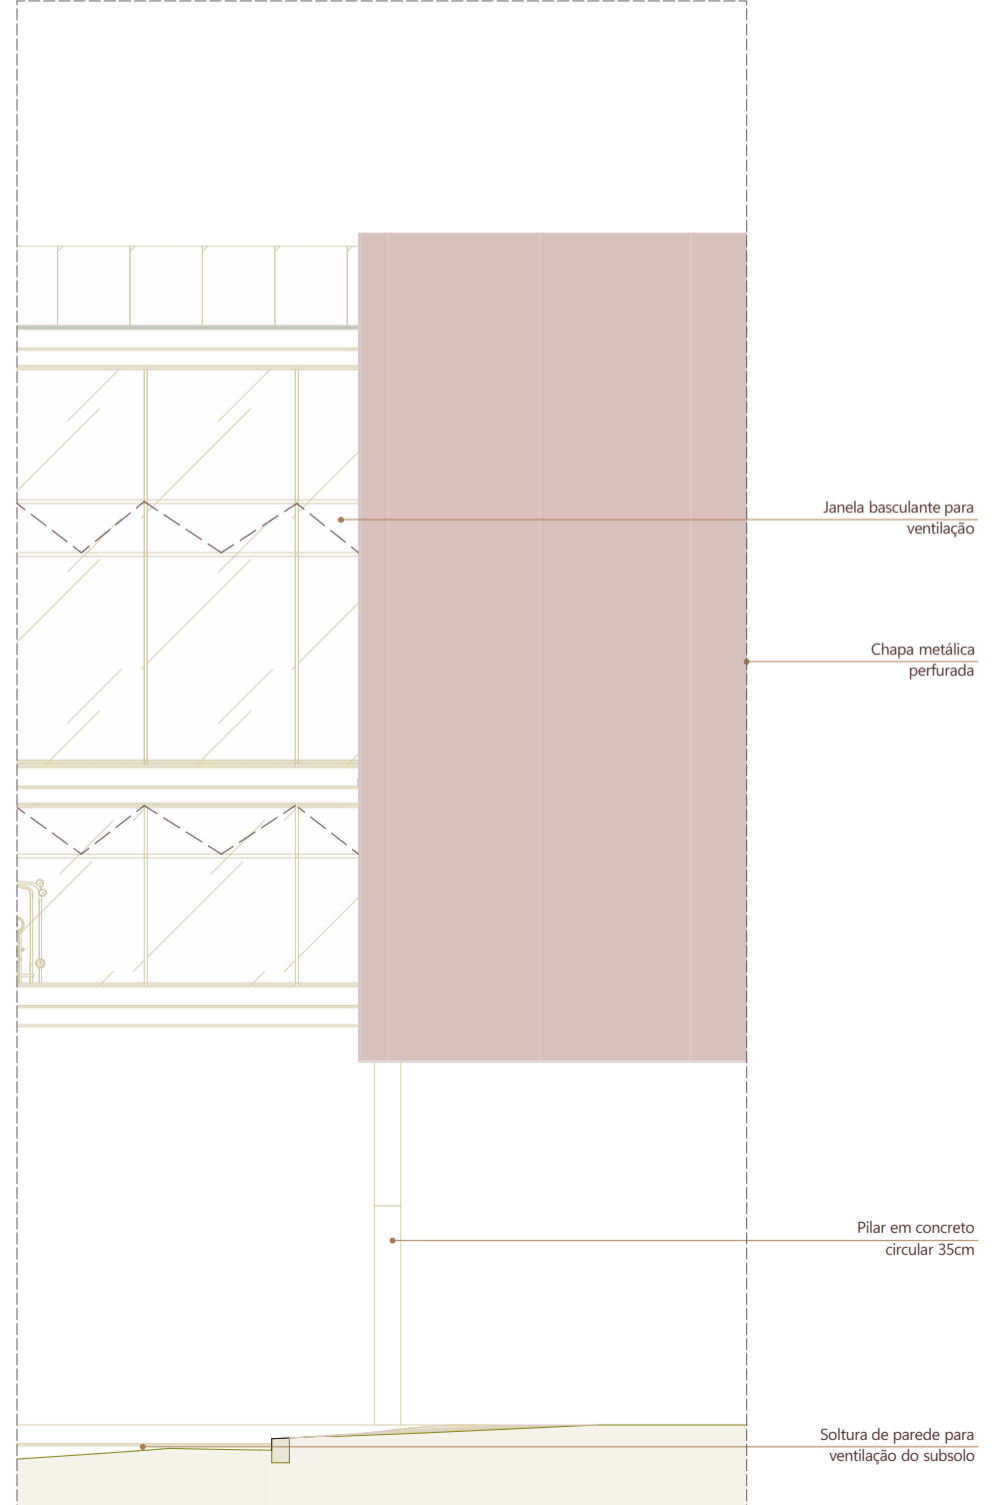 Janela basculante para
ventilação
Chapa metálica
perfurada
Pilar em concreto
circular 35cm
Soltura de parede para
ventilação do subsolo